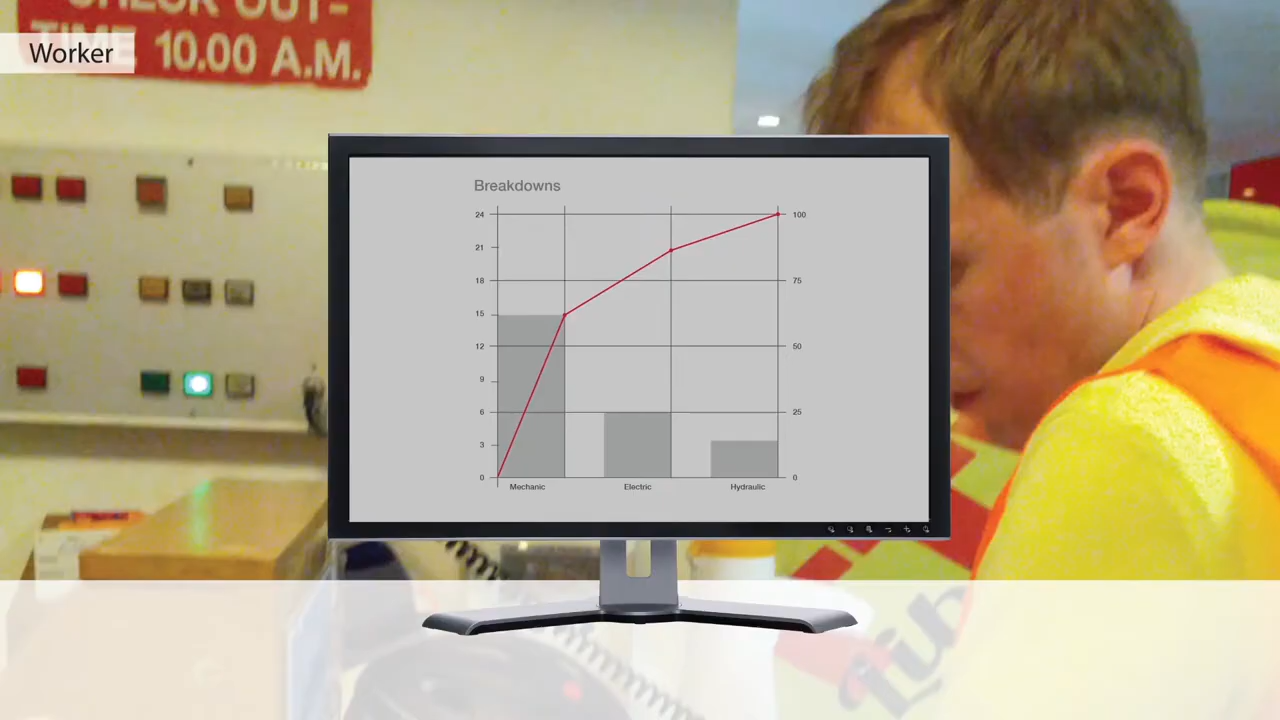 CHECK OUT-
TIME 10.00 A.M.
Worker
Breakdowns
24
100
21
18
75
15
12
50
9
6
25
3
0
0
Mechanic
Electric
Hydraulic